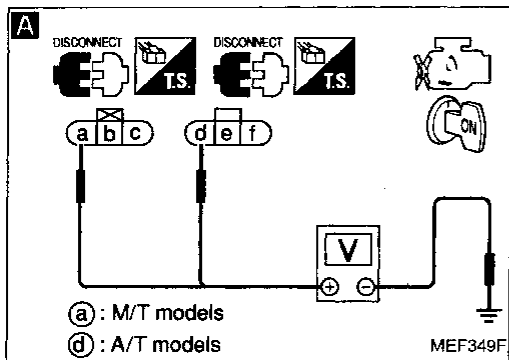 A
DISCONNECT
T.S.
DISCONNECT
T.S.
ON
a b c
d e f
V
+ −
a : M/T models
d : A/T models
MEF349F